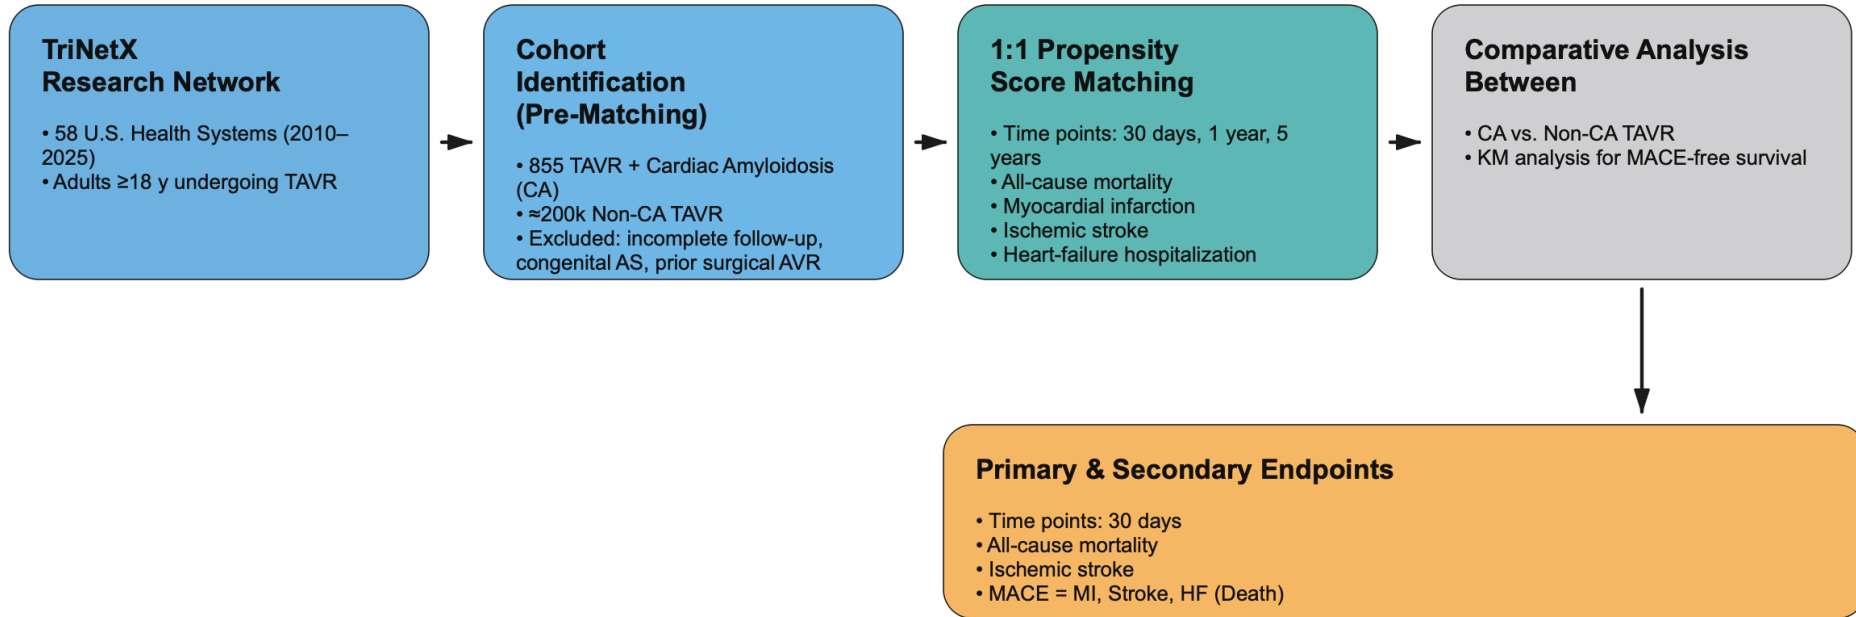 TriNetX
Research Network
• 58 U.S. Health Systems (2010–
2025)
• Adults ≥18 y undergoing TAVR
Cohort
Identification
(Pre-Matching)
• 855 TAVR + Cardiac Amyloidosis
(CA)
• ≈200k Non-CA TAVR
• Excluded: incomplete follow-up,
congenital AS, prior surgical AVR
1:1 Propensity
Score Matching
• Time points: 30 days, 1 year, 5
years
• All-cause mortality
• Myocardial infarction
• Ischemic stroke
• Heart-failure hospitalization
Comparative Analysis
Between
• CA vs. Non-CA TAVR
• KM analysis for MACE-free survival
Primary & Secondary Endpoints
• Time points: 30 days
• All-cause mortality
• Ischemic stroke
• MACE = MI, Stroke, HF (Death)